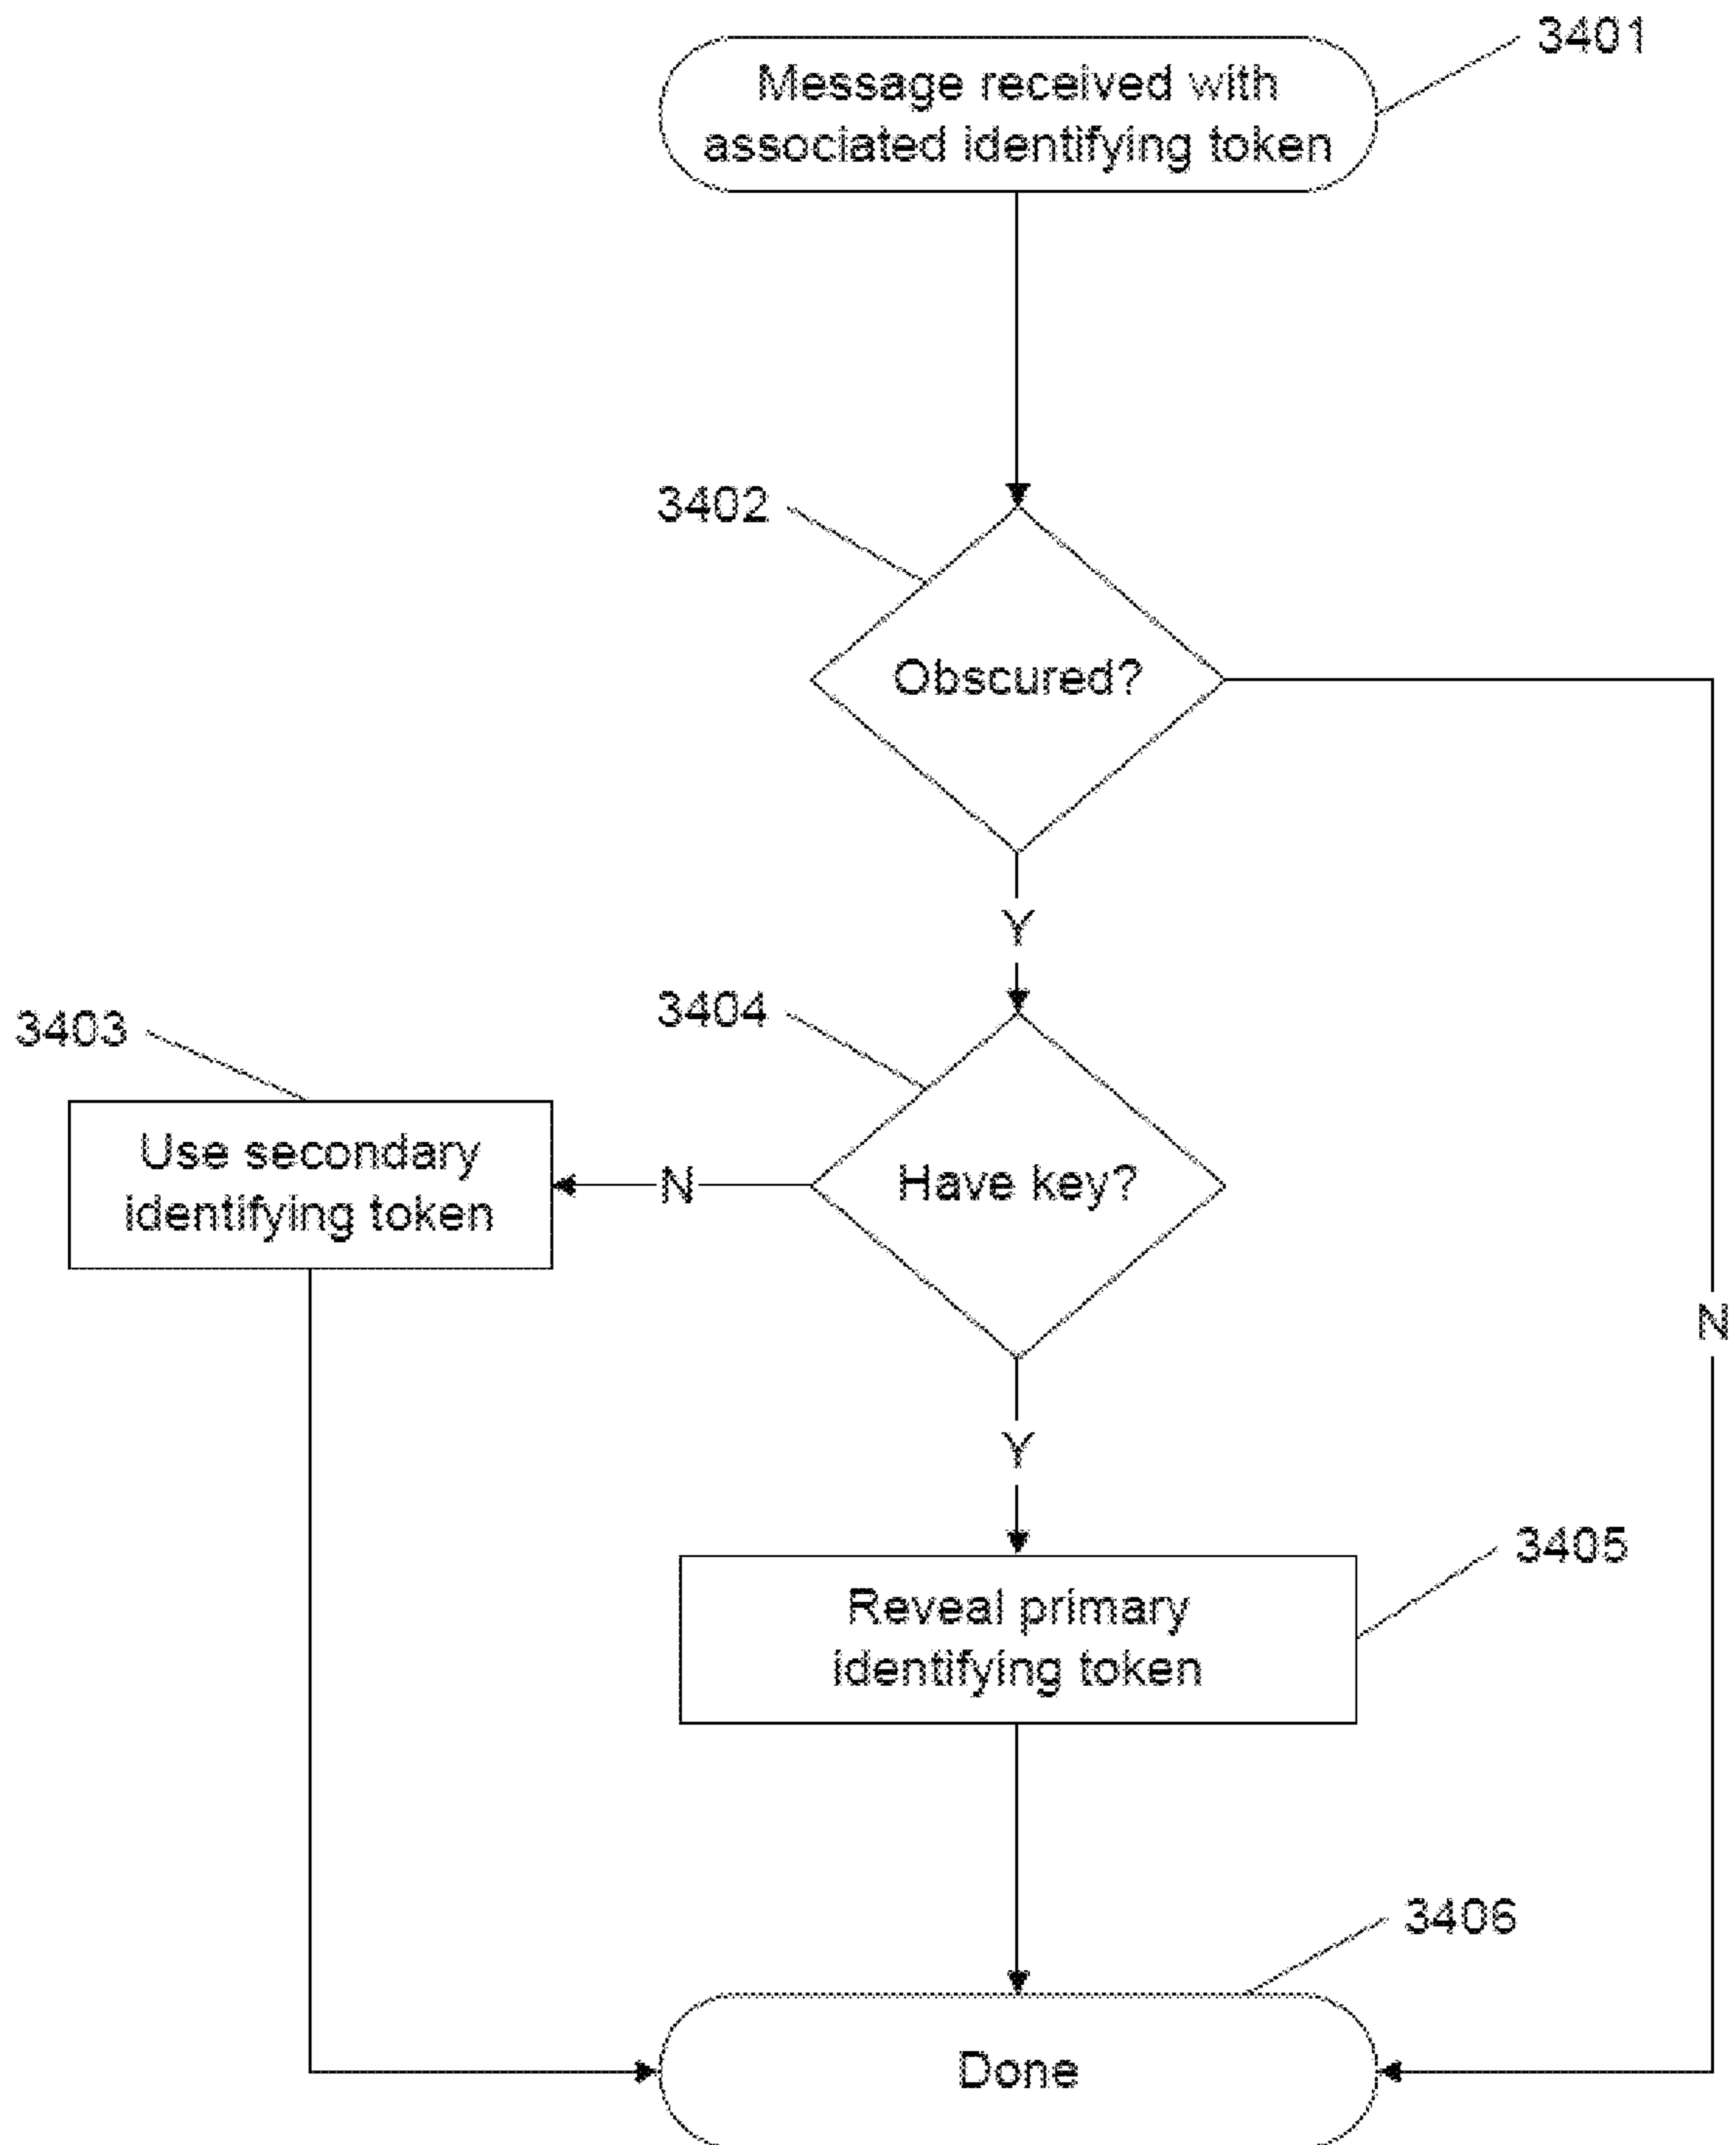 3401
Message received with
associated identifying token
3402
Obscured?
Y
N
3404
3403
Have key?
N
Use secondary
identifying token
Y
3405
Reveal primary
identifying token
3406
Done